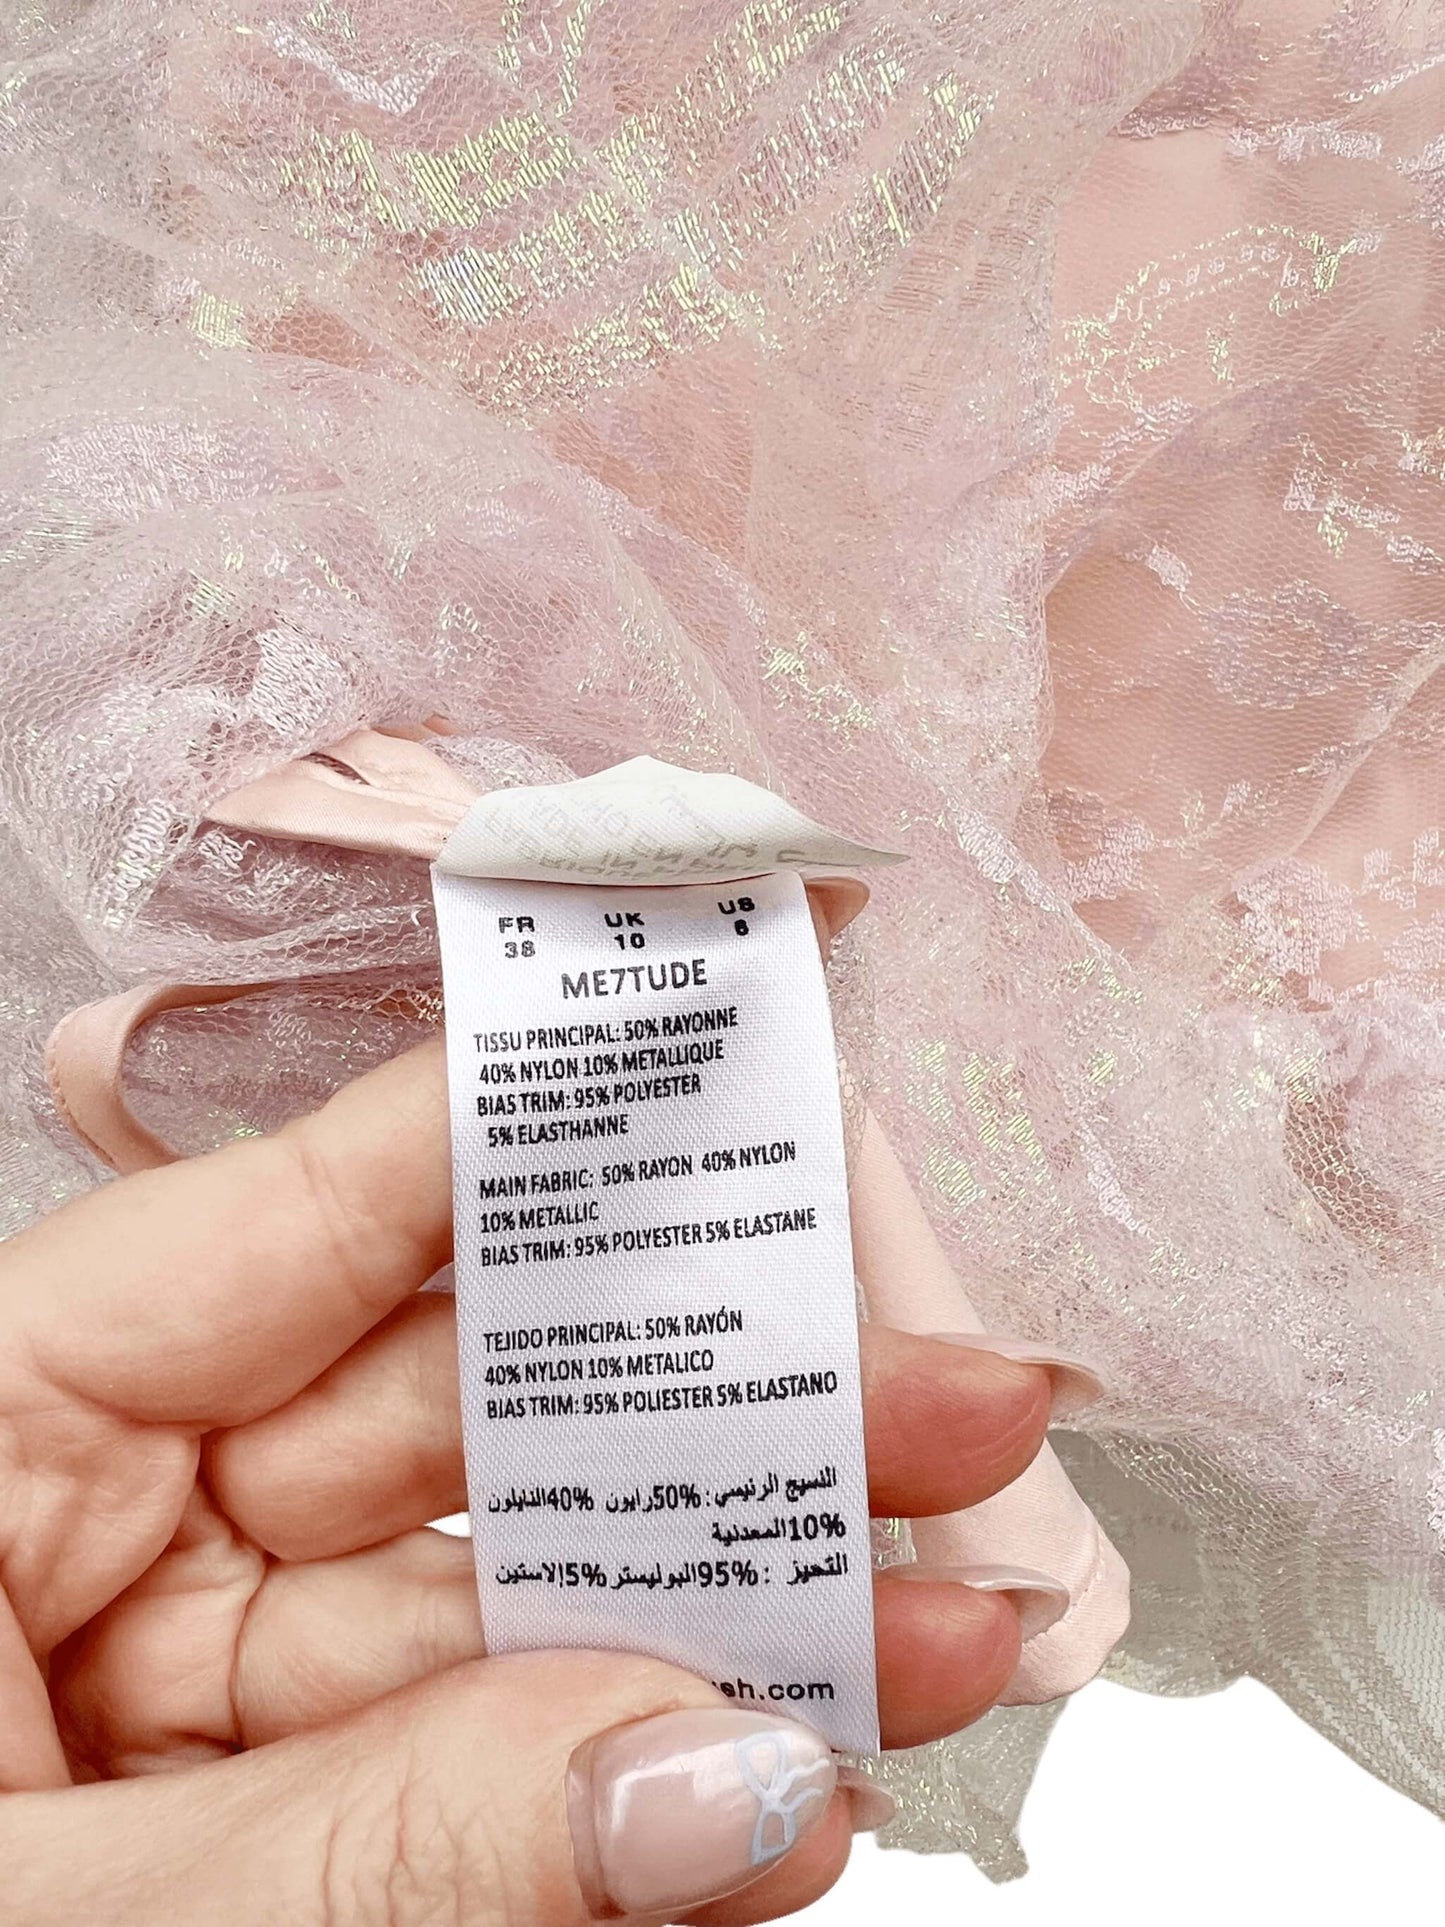 FR UK US
38 10 6
ME7TUDE
TISSU PRINCIPAL: 50% RAYONNE
40% NYLON 10% METALLIQUE
BIAS TRIM: 95% POLYESTER
5% ELASTHANNE
MAIN FABRIC: 50% RAYON 40% NYLON
10% METALLIC
BIAS TRIM: 95% POLYESTER 5% ELASTANE
TEJIDO PRINCIPAL: 50% RAYÓN
40% NYLON 10% METALICO
BIAS TRIM: 95% POLIESTER 5% ELASTANO
النسيج الرئيسي: 50%رايون 40%النايلون
10%المعدنية
التحيز : 95%البوليستر 5%الاستين
sh.com